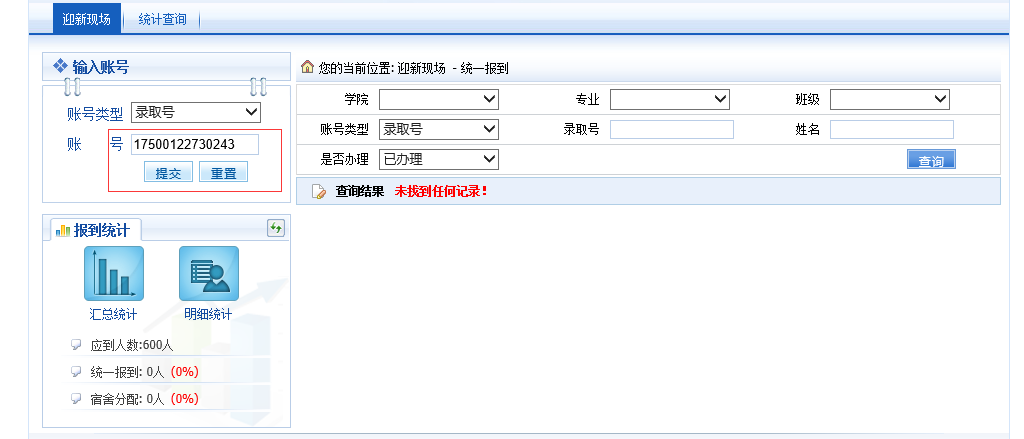 迎新现场 统计查询
输入账号
账号类型 录取号
账 号 17500122730243
提交 重置
报到统计
汇总统计 明细统计
应到人数:600人
统一报到: 0人 (0%)
宿舍分配: 0人 (0%)
您的当前位置: 迎新现场 - 统一报到
学院 专业 班级
账号类型 录取号 录取号 姓名
是否办理 已办理 查询
查询结果 未找到任何记录!